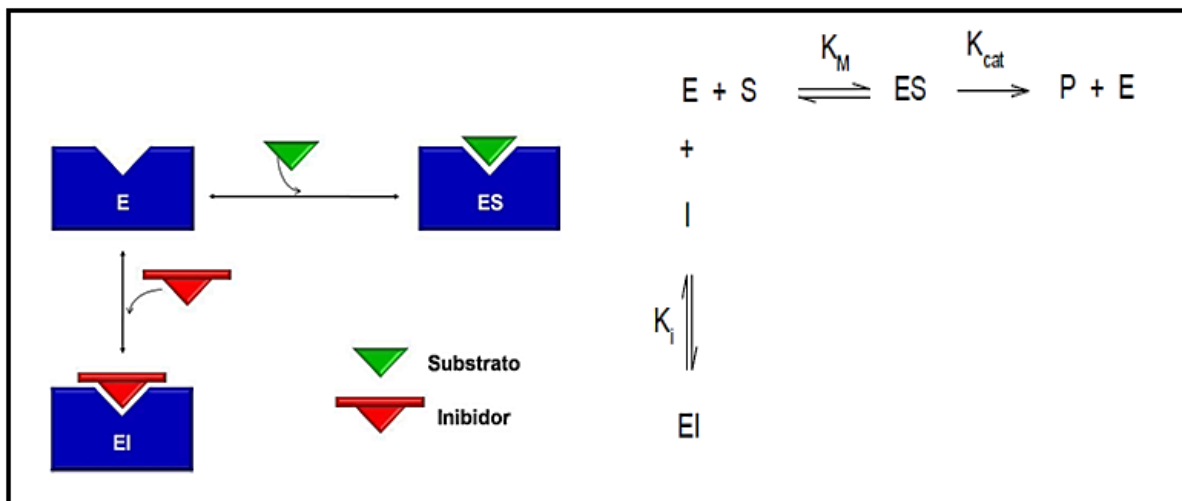 E
ES
EI
Substrato
Inibidor
K_M K_cat
E + S ⇌ ES → P + E
+
I
K_i
EI